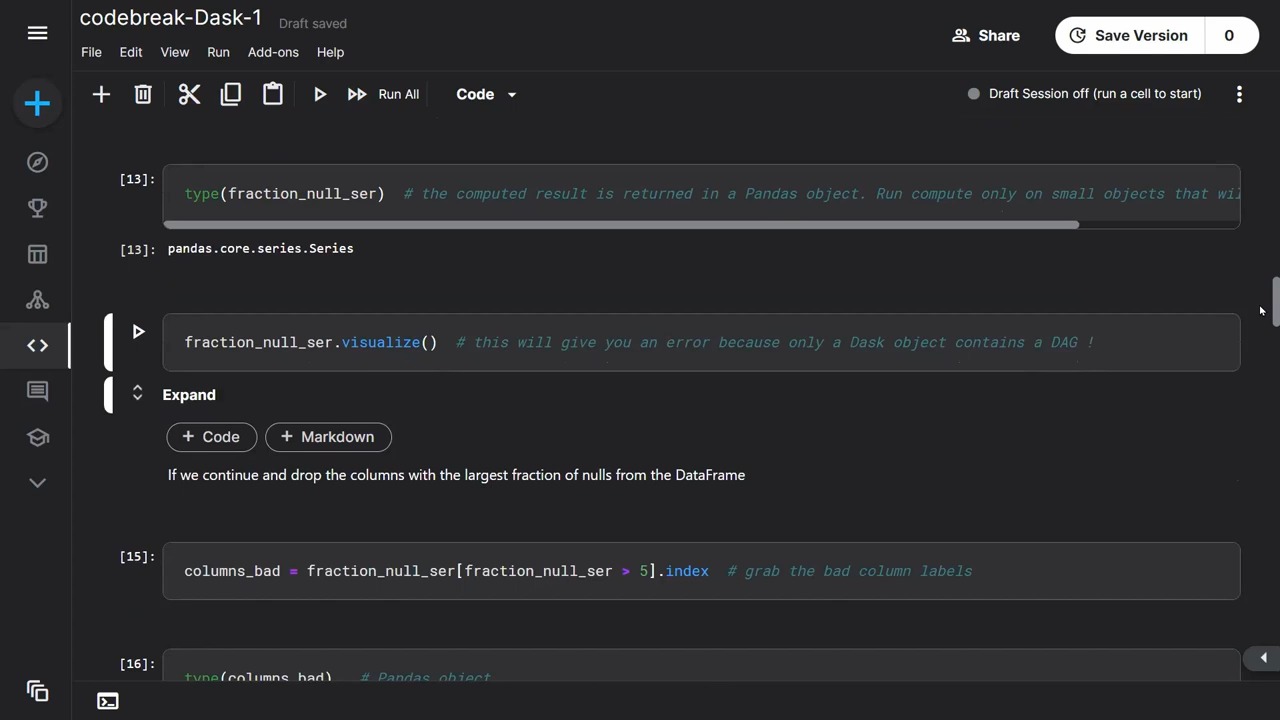 codebreak-Dask-1
Draft saved
File Edit View Run Add-ons Help
Share
Save Version 0
Run All
Code
Draft Session off (run a cell to start)
[13]:
type(fraction_null_ser)  # the computed result is returned in a Pandas object. Run compute only on small objects that wil
[13]:
pandas.core.series.Series
fraction_null_ser.visualize()  # this will give you an error because only a Dask object contains a DAG !
Expand
+ Code + Markdown
If we continue and drop the columns with the largest fraction of nulls from the DataFrame
[15]:
columns_bad = fraction_null_ser[fraction_null_ser > 5].index  # grab the bad column labels
[16]:
type(columns_bad)   # Pandas object